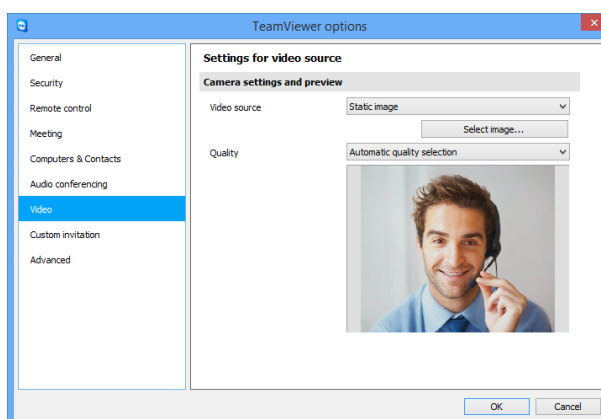 TeamViewer options
General
Security
Remote control
Meeting
Computers & Contacts
Audio conferencing
Video
Custom invitation
Advanced
Settings for video source
Camera settings and preview
Video source Static image
Select image...
Quality Automatic quality selection
OK Cancel